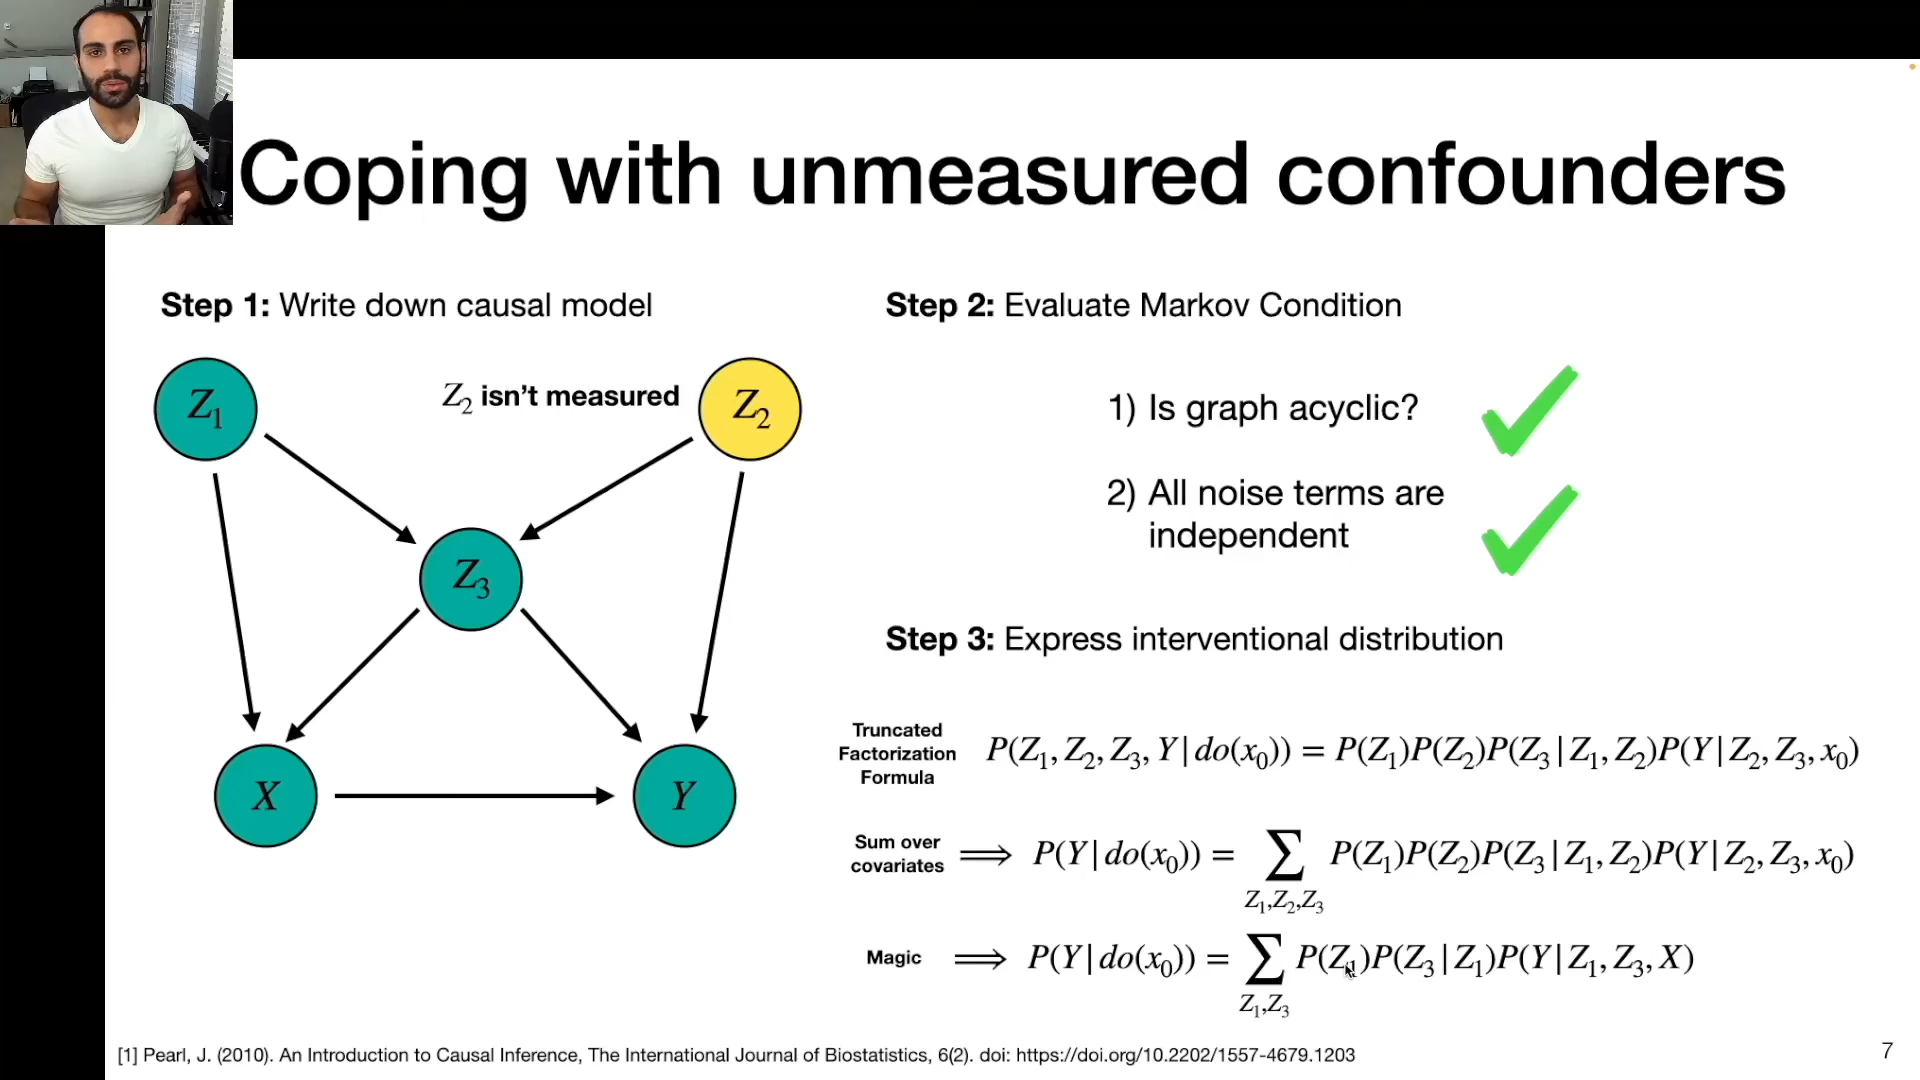 Coping with unmeasured confounders
Step 1: Write down causal model
Z₁
Z₂ isn't measured
Z₂
Z₃
X
Y
Step 2: Evaluate Markov Condition
1) Is graph acyclic?
2) All noise terms are
independent
Step 3: Express interventional distribution
Truncated
Factorization
Formula
P(Z₁, Z₂, Z₃, Y | do(x₀)) = P(Z₁)P(Z₂)P(Z₃ | Z₁, Z₂)P(Y | Z₂, Z₃, x₀)
Sum over
covariates
⟹ P(Y | do(x₀)) = ∑ P(Z₁)P(Z₂)P(Z₃ | Z₁, Z₂)P(Y | Z₂, Z₃, x₀)
Z₁,Z₂,Z₃
Magic ⟹ P(Y | do(x₀)) = ∑ P(Z₁)P(Z₃ | Z₁)P(Y | Z₁, Z₃, X)
Z₁,Z₃
[1] Pearl, J. (2010). An Introduction to Causal Inference, The International Journal of Biostatistics, 6(2). doi: https://doi.org/10.2202/1557-4679.1203
7